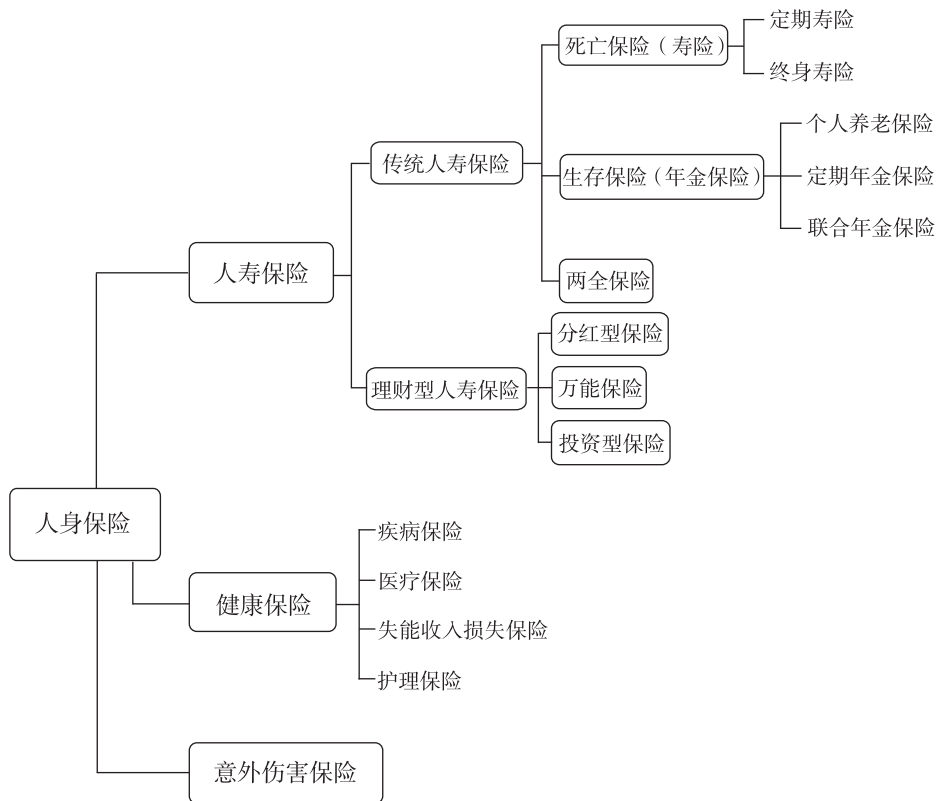 定期寿险
死亡保险（寿险）
终身寿险
个人养老保险
传统人寿保险
生存保险（年金保险）
定期年金保险
联合年金保险
人寿保险
两全保险
分红型保险
理财型人寿保险
万能保险
投资型保险
人身保险
疾病保险
医疗保险
健康保险
失能收入损失保险
护理保险
意外伤害保险